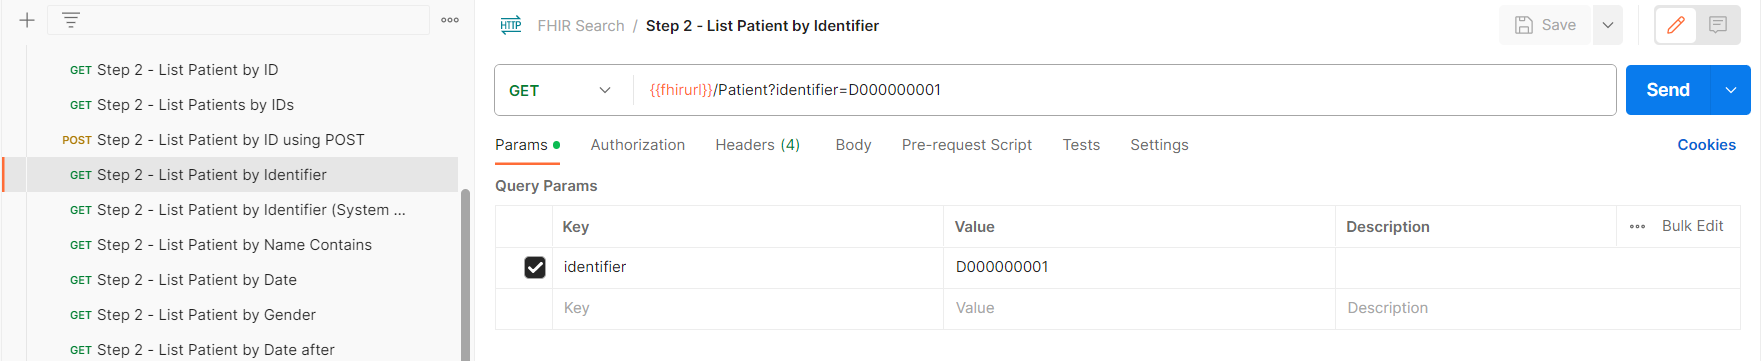 GET Step 2 - List Patient by ID
GET Step 2 - List Patients by IDs
POST Step 2 - List Patient by ID using POST
GET Step 2 - List Patient by Identifier
GET Step 2 - List Patient by Identifier (System ...
GET Step 2 - List Patient by Name Contains
GET Step 2 - List Patient by Date
GET Step 2 - List Patient by Gender
GET Step 2 - List Patient by Date after
HTTP FHIR Search / Step 2 - List Patient by Identifier
Save
GET {{fhirurl}}/Patient?identifier=D000000001
Send
Params Authorization Headers (4) Body Pre-request Script Tests Settings Cookies
Query Params
Key Value Description ... Bulk Edit
identifier D000000001
Key Value Description